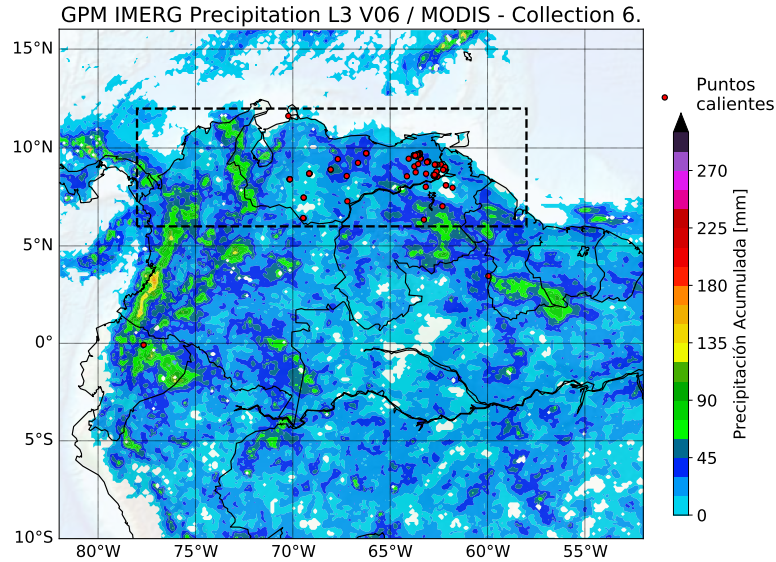 GPM IMERG Precipitation L3 V06 / MODIS - Collection 6.
15°N
10°N
5°N
0°
5°S
10°S
80°W
75°W
70°W
65°W
60°W
55°W
Puntos
calientes
270
225
180
135
90
45
0
Precipitación Acumulada [mm]